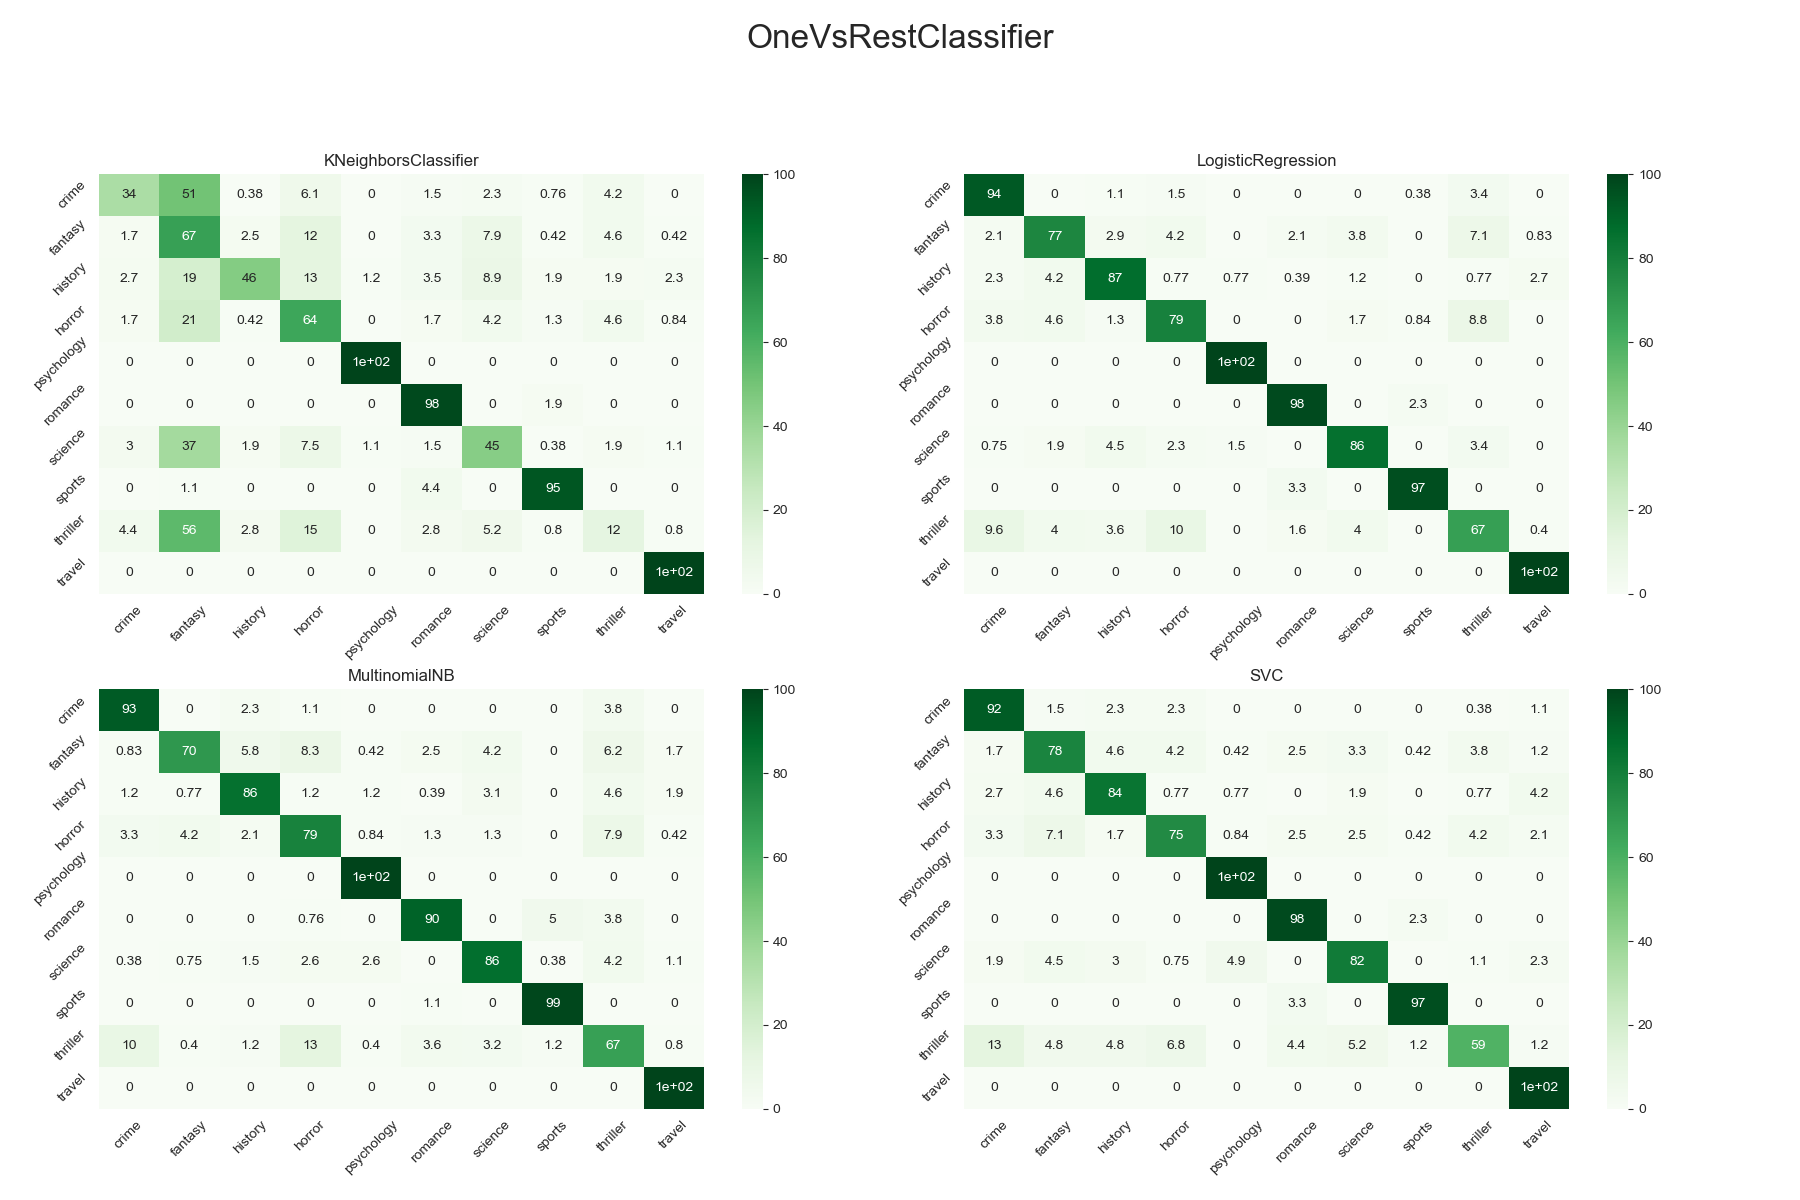 OneVsRestClassifier
KNeighborsClassifier
crime 34 51 0.38 6.1 0 1.5 2.3 0.76 4.2 0
fantasy 1.7 67 2.5 12 0 3.3 7.9 0.42 4.6 0.42
history 2.7 19 46 13 1.2 3.5 8.9 1.9 1.9 2.3
horror 1.7 21 0.42 64 0 1.7 4.2 1.3 4.6 0.84
psychology 0 0 0 0 1e+02 0 0 0 0 0
romance 0 0 0 0 0 98 0 1.9 0 0
science 3 37 1.9 7.5 1.1 1.5 45 0.38 1.9 1.1
sports 0 1.1 0 0 0 4.4 0 95 0 0
thriller 4.4 56 2.8 15 0 2.8 5.2 0.8 12 0.8
travel 0 0 0 0 0 0 0 0 0 1e+02
crime fantasy history horror psychology romance science sports thriller travel
100
80
60
40
20
0
LogisticRegression
crime 94 0 1.1 1.5 0 0 0 0.38 3.4 0
fantasy 2.1 77 2.9 4.2 0 2.1 3.8 0 7.1 0.83
history 2.3 4.2 87 0.77 0.77 0.39 1.2 0 0.77 2.7
horror 3.8 4.6 1.3 79 0 0 1.7 0.84 8.8 0
psychology 0 0 0 0 1e+02 0 0 0 0 0
romance 0 0 0 0 0 98 0 2.3 0 0
science 0.75 1.9 4.5 2.3 1.5 0 86 0 3.4 0
sports 0 0 0 0 0 3.3 0 97 0 0
thriller 9.6 4 3.6 10 0 1.6 4 0 67 0.4
travel 0 0 0 0 0 0 0 0 0 1e+02
crime fantasy history horror psychology romance science sports thriller travel
100
80
60
40
20
0
MultinomialNB
crime 93 0 2.3 1.1 0 0 0 0 3.8 0
fantasy 0.83 70 5.8 8.3 0.42 2.5 4.2 0 6.2 1.7
history 1.2 0.77 86 1.2 1.2 0.39 3.1 0 4.6 1.9
horror 3.3 4.2 2.1 79 0.84 1.3 1.3 0 7.9 0.42
psychology 0 0 0 0 1e+02 0 0 0 0 0
romance 0 0 0 0.76 0 90 0 5 3.8 0
science 0.38 0.75 1.5 2.6 2.6 0 86 0.38 4.2 1.1
sports 0 0 0 0 0 1.1 0 99 0 0
thriller 10 0.4 1.2 13 0.4 3.6 3.2 1.2 67 0.8
travel 0 0 0 0 0 0 0 0 0 1e+02
crime fantasy history horror psychology romance science sports thriller travel
100
80
60
40
20
0
SVC
crime 92 1.5 2.3 2.3 0 0 0 0 0.38 1.1
fantasy 1.7 78 4.6 4.2 0.42 2.5 3.3 0.42 3.8 1.2
history 2.7 4.6 84 0.77 0.77 0 1.9 0 0.77 4.2
horror 3.3 7.1 1.7 75 0.84 2.5 2.5 0.42 4.2 2.1
psychology 0 0 0 0 1e+02 0 0 0 0 0
romance 0 0 0 0 0 98 0 2.3 0 0
science 1.9 4.5 3 0.75 4.9 0 82 0 1.1 2.3
sports 0 0 0 0 0 3.3 0 97 0 0
thriller 13 4.8 4.8 6.8 0 4.4 5.2 1.2 59 1.2
travel 0 0 0 0 0 0 0 0 0 1e+02
crime fantasy history horror psychology romance science sports thriller travel
100
80
60
40
20
0